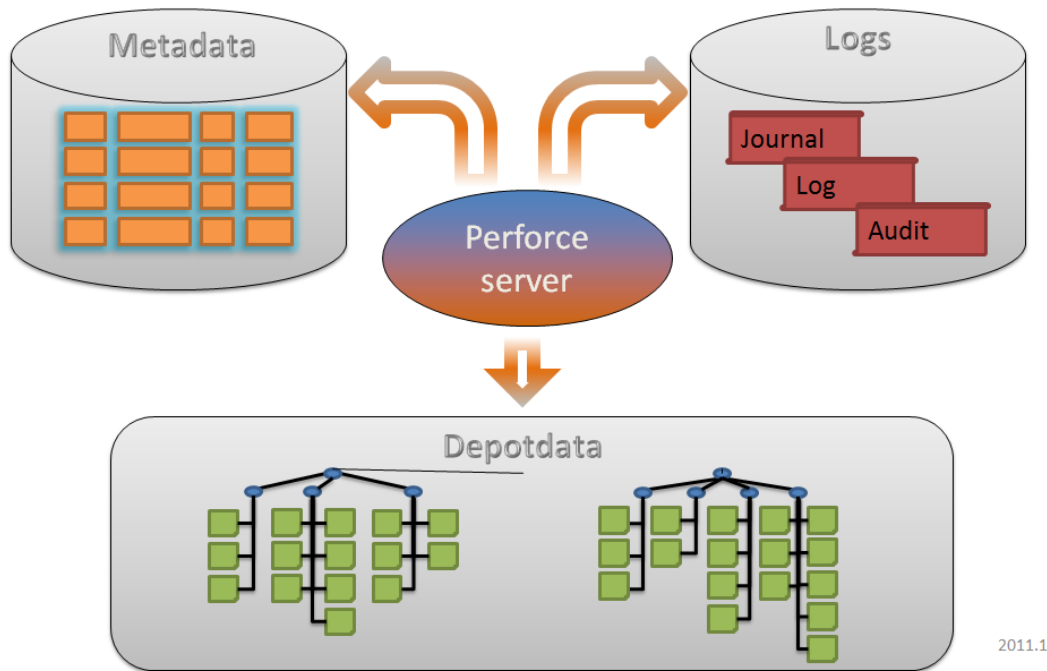 Metadata
Logs
Journal
Log
Audit
Perforce
server
Depotdata
2011.1